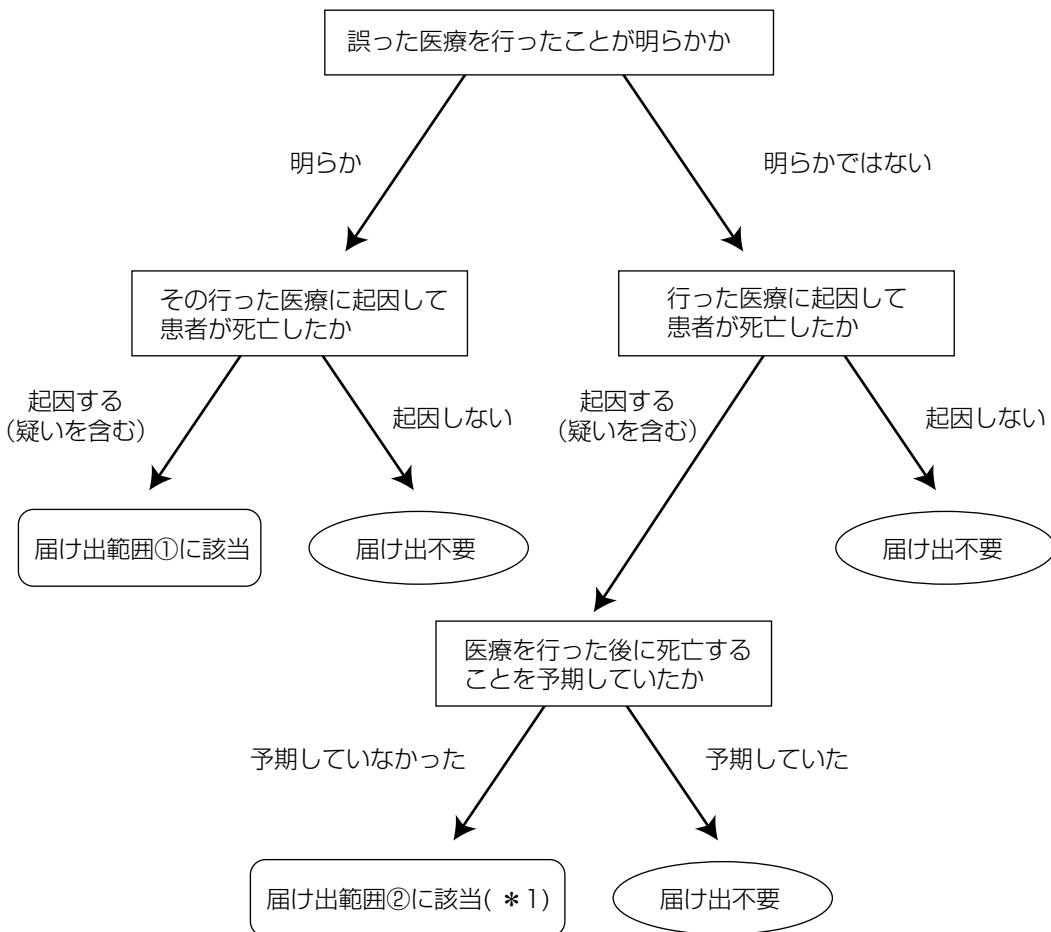 誤った医療を行ったことが明らかか
明らか
明らかではない
その行った医療に起因して
患者が死亡したか
行った医療に起因して
患者が死亡したか
起因する
(疑いを含む)
起因しない
起因する
(疑いを含む)
起因しない
届け出範囲①に該当
届け出不要
届け出不要
医療を行った後に死亡する
ことを予期していたか
予期していなかった
予期していた
届け出範囲②に該当( *1)
届け出不要